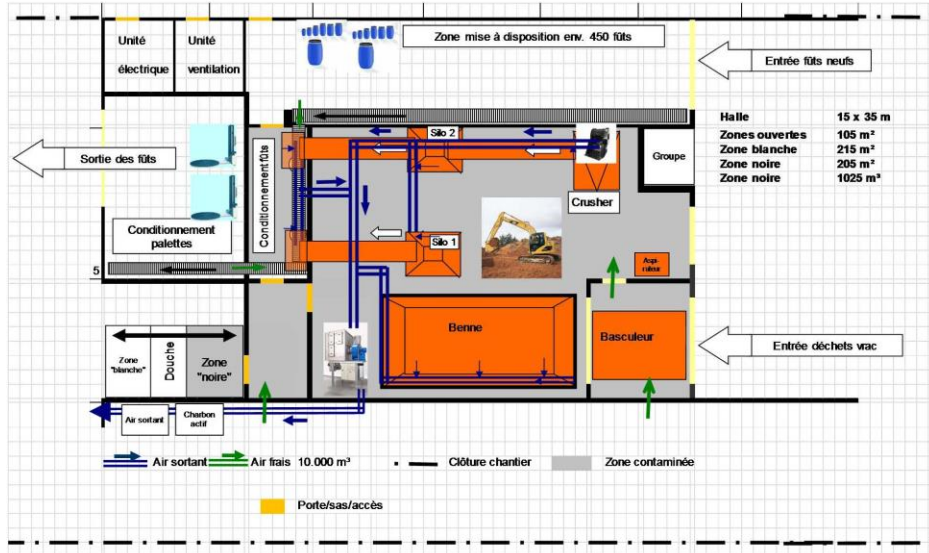 Unité
électrique
Unité
ventilation
Zone mise à disposition env. 450 fûts
Entrée fûts neufs
Halle 15 x 35 m
Zones ouvertes 105 m²
Zone blanche 215 m²
Zone noire 205 m²
Zone noire 1025 m³
Sortie des fûts
Conditionnement fûts
Silo 2
Crusher
Groupe
Conditionnement
palettes
Silo 1
Aspi-
rateur
5
Benne
Basculeur
Entrée déchets vrac
Zone
"blanche"
Douche
Zone
"noire"
Air sortant
Charbon
actif
Air sortant
Air frais 10.000 m³
Clôture chantier
Zone contaminée
Porte/sas/accès